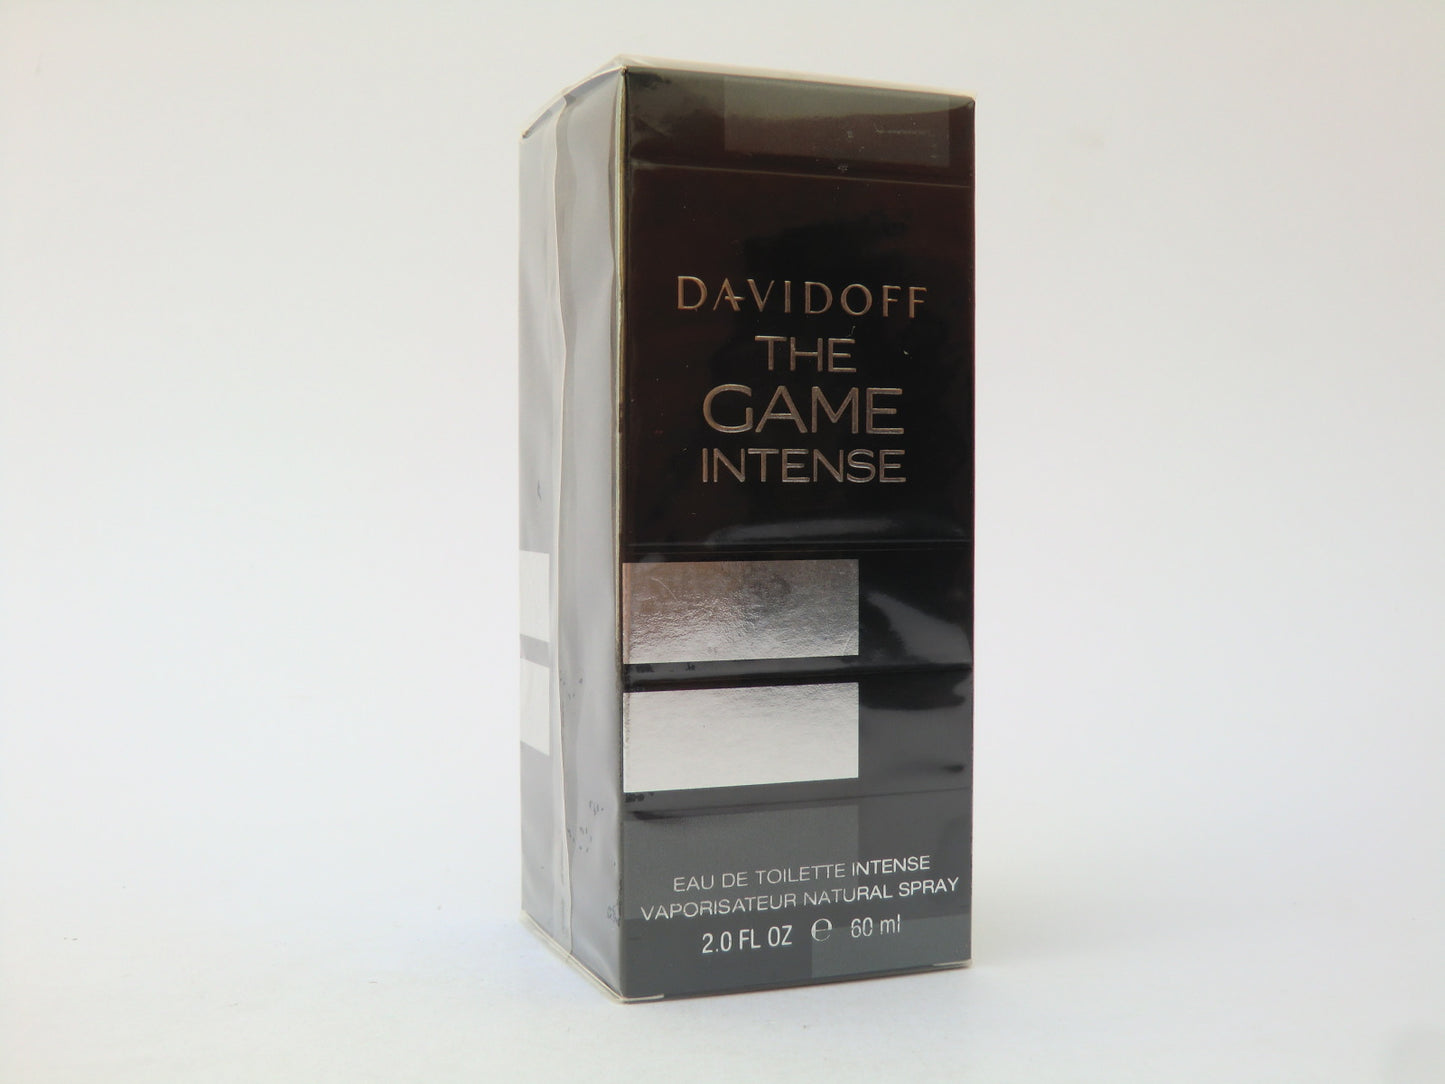 DAVIDOFF
THE
GAME
INTENSE
EAU DE TOILETTE INTENSE
VAPORISATEUR NATURAL SPRAY
2.0 FL OZ ℮ 60 ml